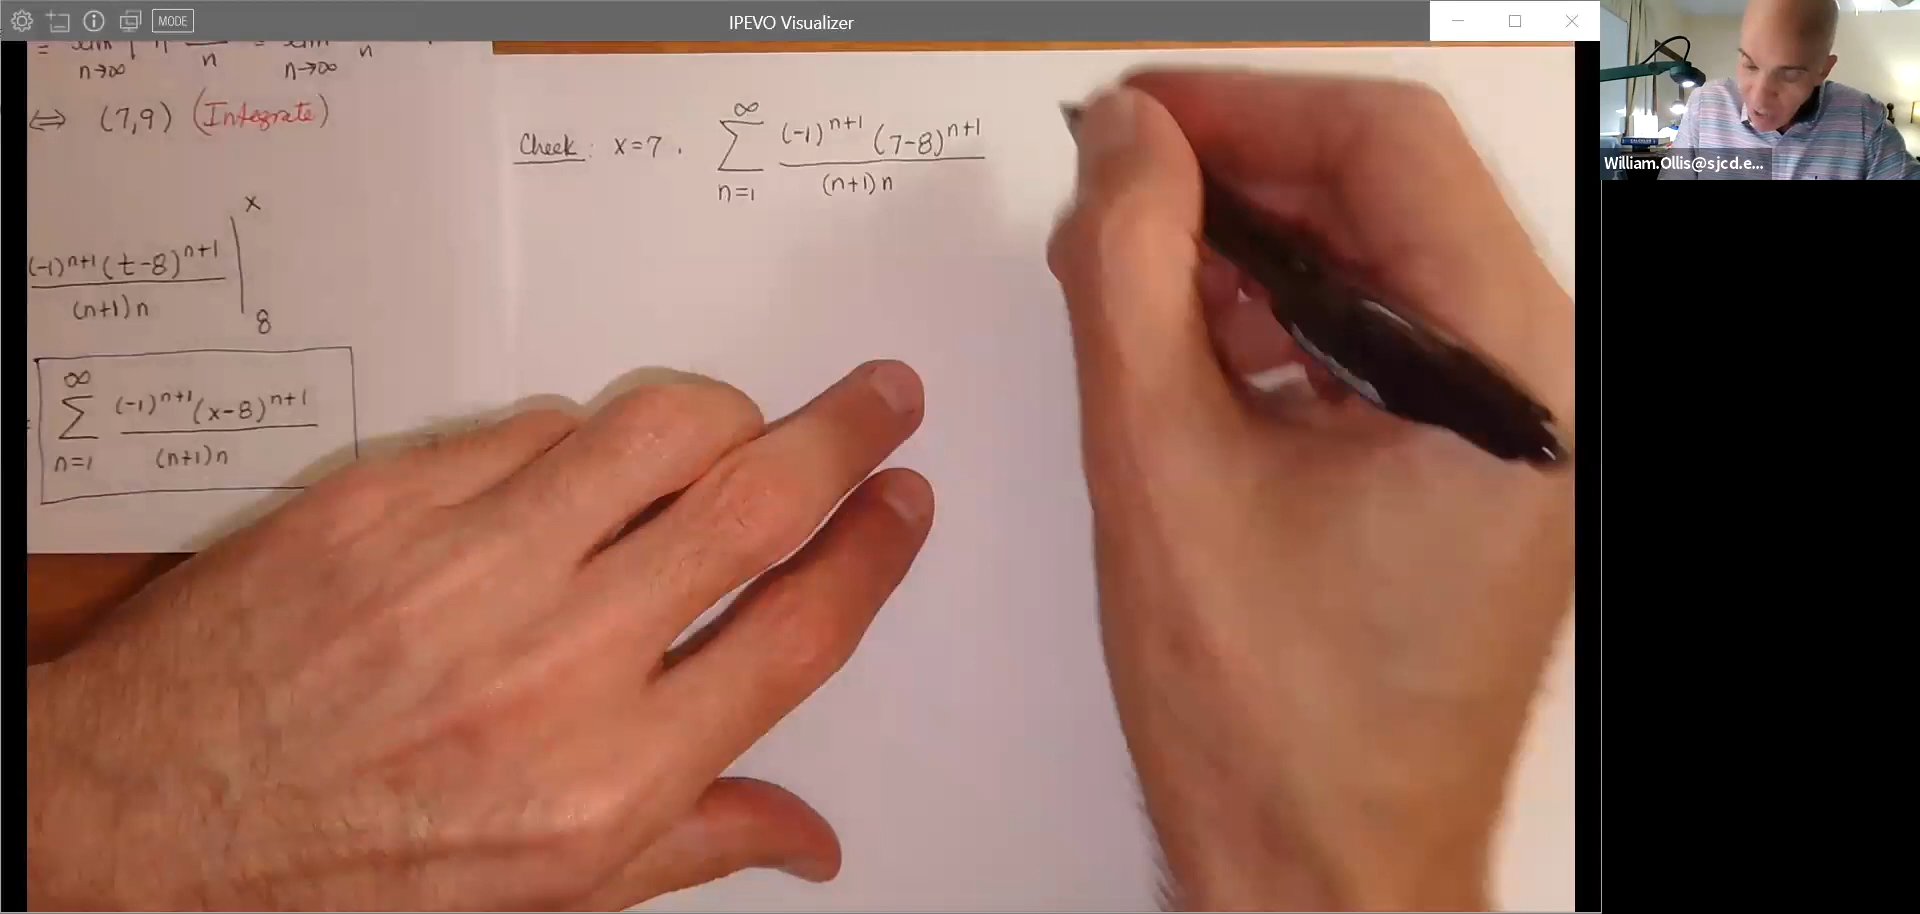 MODE
IPEVO Visualizer
n→∞ n n→∞ n
⇔ (7,9) (Integrate)
(-1)^{n+1} (t-8)^{n+1} / (n+1)n |_8^x
= ∑_{n=1}^∞ (-1)^{n+1} (x-8)^{n+1} / (n+1)n
Check: x=7. ∑_{n=1}^∞ (-1)^{n+1} (7-8)^{n+1} / (n+1)n
William.Ollis@sjcd.e...